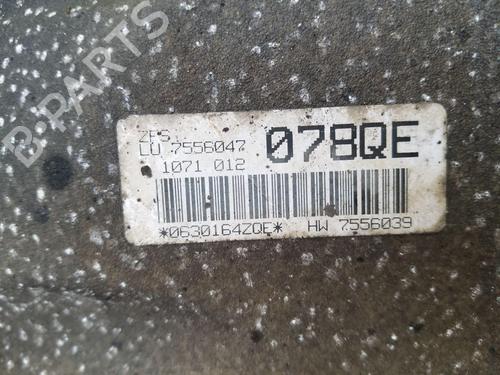 B-PARTS
ZFS
LU 7556047 078QE
1071 012
*0630164ZQE* HW 7556039